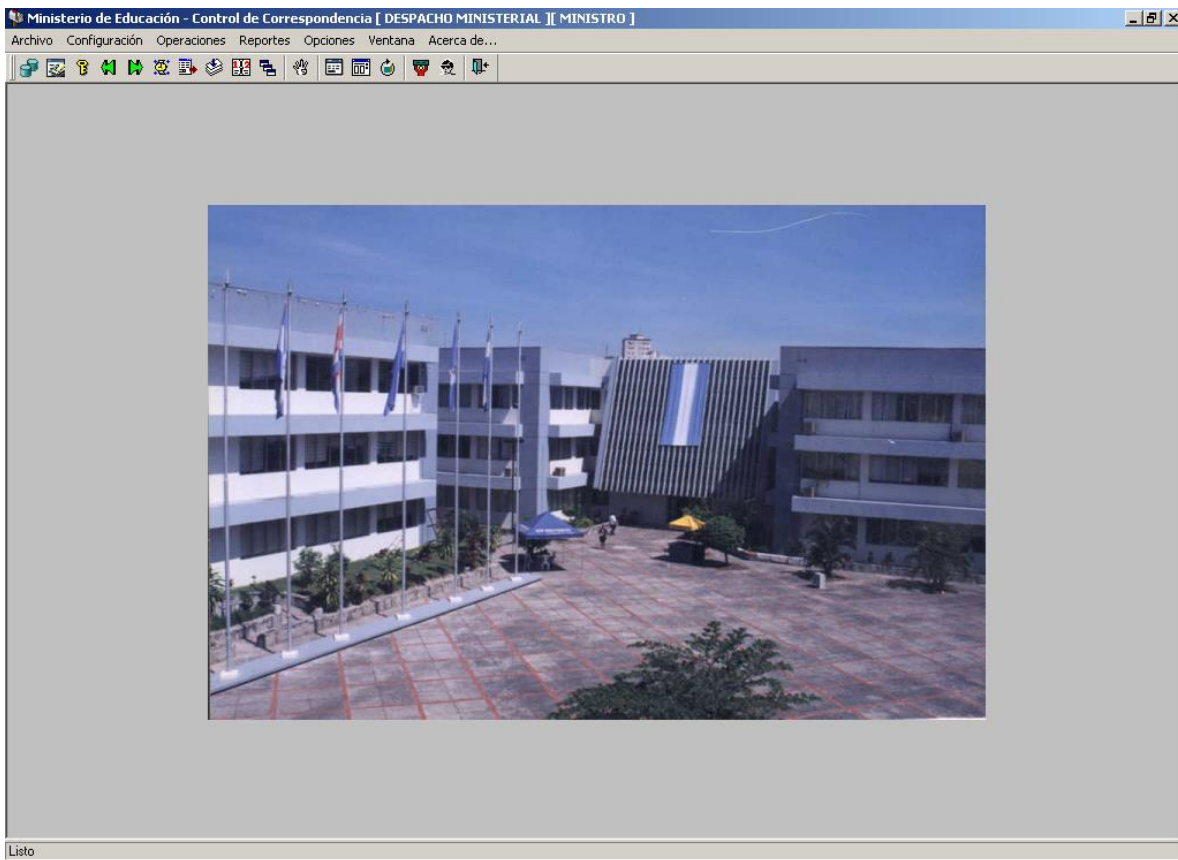 Ministerio de Educación - Control de Correspondencia [ DESPACHO MINISTERIAL ][ MINISTRO ]
Archivo Configuración Operaciones Reportes Opciones Ventana Acerca de...
Listo